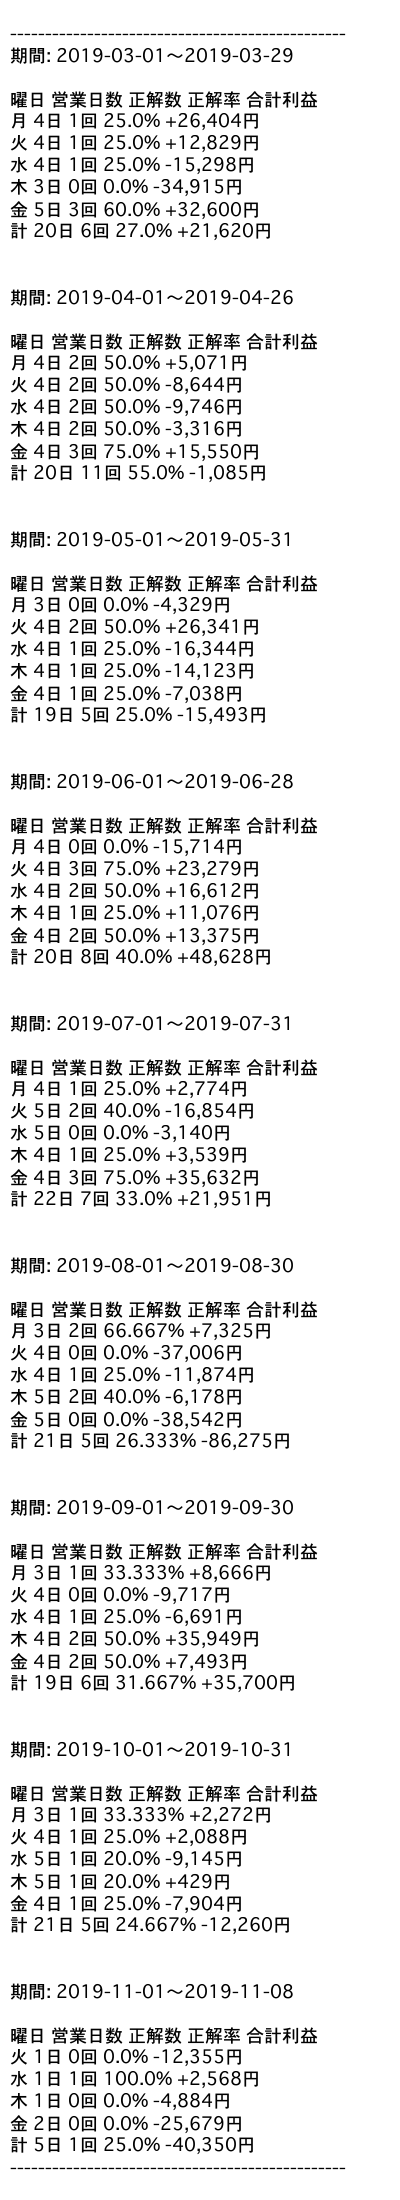 ------------------------------------------------
期間: 2019-03-01～2019-03-29
曜日 営業日数 正解数 正解率 合計利益
月 4日 1回 25.0% +26,404円
火 4日 1回 25.0% +12,829円
水 4日 1回 25.0% -15,298円
木 3日 0回 0.0% -34,915円
金 5日 3回 60.0% +32,600円
計 20日 6回 27.0% +21,620円
期間: 2019-04-01～2019-04-26
曜日 営業日数 正解数 正解率 合計利益
月 4日 2回 50.0% +5,071円
火 4日 2回 50.0% -8,644円
水 4日 2回 50.0% -9,746円
木 4日 2回 50.0% -3,316円
金 4日 3回 75.0% +15,550円
計 20日 11回 55.0% -1,085円
期間: 2019-05-01～2019-05-31
曜日 営業日数 正解数 正解率 合計利益
月 3日 0回 0.0% -4,329円
火 4日 2回 50.0% +26,341円
水 4日 1回 25.0% -16,344円
木 4日 1回 25.0% -14,123円
金 4日 1回 25.0% -7,038円
計 19日 5回 25.0% -15,493円
期間: 2019-06-01～2019-06-28
曜日 営業日数 正解数 正解率 合計利益
月 4日 0回 0.0% -15,714円
火 4日 3回 75.0% +23,279円
水 4日 2回 50.0% +16,612円
木 4日 1回 25.0% +11,076円
金 4日 2回 50.0% +13,375円
計 20日 8回 40.0% +48,628円
期間: 2019-07-01～2019-07-31
曜日 営業日数 正解数 正解率 合計利益
月 4日 1回 25.0% +2,774円
火 5日 2回 40.0% -16,854円
水 5日 0回 0.0% -3,140円
木 4日 1回 25.0% +3,539円
金 4日 3回 75.0% +35,632円
計 22日 7回 33.0% +21,951円
期間: 2019-08-01～2019-08-30
曜日 営業日数 正解数 正解率 合計利益
月 3日 2回 66.667% +7,325円
火 4日 0回 0.0% -37,006円
水 4日 1回 25.0% -11,874円
木 5日 2回 40.0% -6,178円
金 5日 0回 0.0% -38,542円
計 21日 5回 26.333% -86,275円
期間: 2019-09-01～2019-09-30
曜日 営業日数 正解数 正解率 合計利益
月 3日 1回 33.333% +8,666円
火 4日 0回 0.0% -9,717円
水 4日 1回 25.0% -6,691円
木 4日 2回 50.0% +35,949円
金 4日 2回 50.0% +7,493円
計 19日 6回 31.667% +35,700円
期間: 2019-10-01～2019-10-31
曜日 営業日数 正解数 正解率 合計利益
月 3日 1回 33.333% +2,272円
火 4日 1回 25.0% +2,088円
水 5日 1回 20.0% -9,145円
木 5日 1回 20.0% +429円
金 4日 1回 25.0% -7,904円
計 21日 5回 24.667% -12,260円
期間: 2019-11-01～2019-11-08
曜日 営業日数 正解数 正解率 合計利益
火 1日 0回 0.0% -12,355円
水 1日 1回 100.0% +2,568円
木 1日 0回 0.0% -4,884円
金 2日 0回 0.0% -25,679円
計 5日 1回 25.0% -40,350円
------------------------------------------------